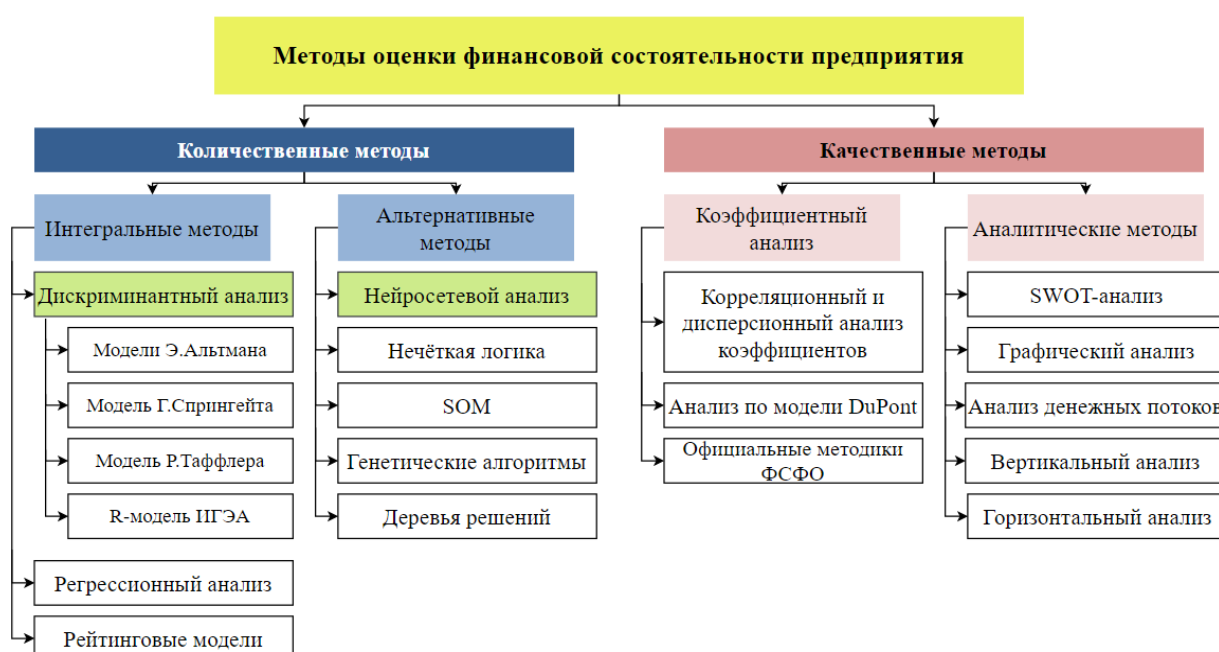 Методы оценки финансовой состоятельности предприятия
Количественные методы
Качественные методы
Интегральные методы
Альтернативные
методы
Коэффициентный
анализ
Аналитические методы
Дискриминантный анализ
Модели Э.Альтмана
Модель Г.Спрингейта
Модель Р.Таффлера
R-модель ИГЭА
Регрессионный анализ
Рейтинговые модели
Нейросетевой анализ
Нечёткая логика
SOM
Генетические алгоритмы
Деревья решений
Корреляционный и
дисперсионный анализ
коэффициентов
Анализ по модели DuPont
Официальные методики
ФСФО
SWOT-анализ
Графический анализ
Анализ денежных потоков
Вертикальный анализ
Горизонтальный анализ